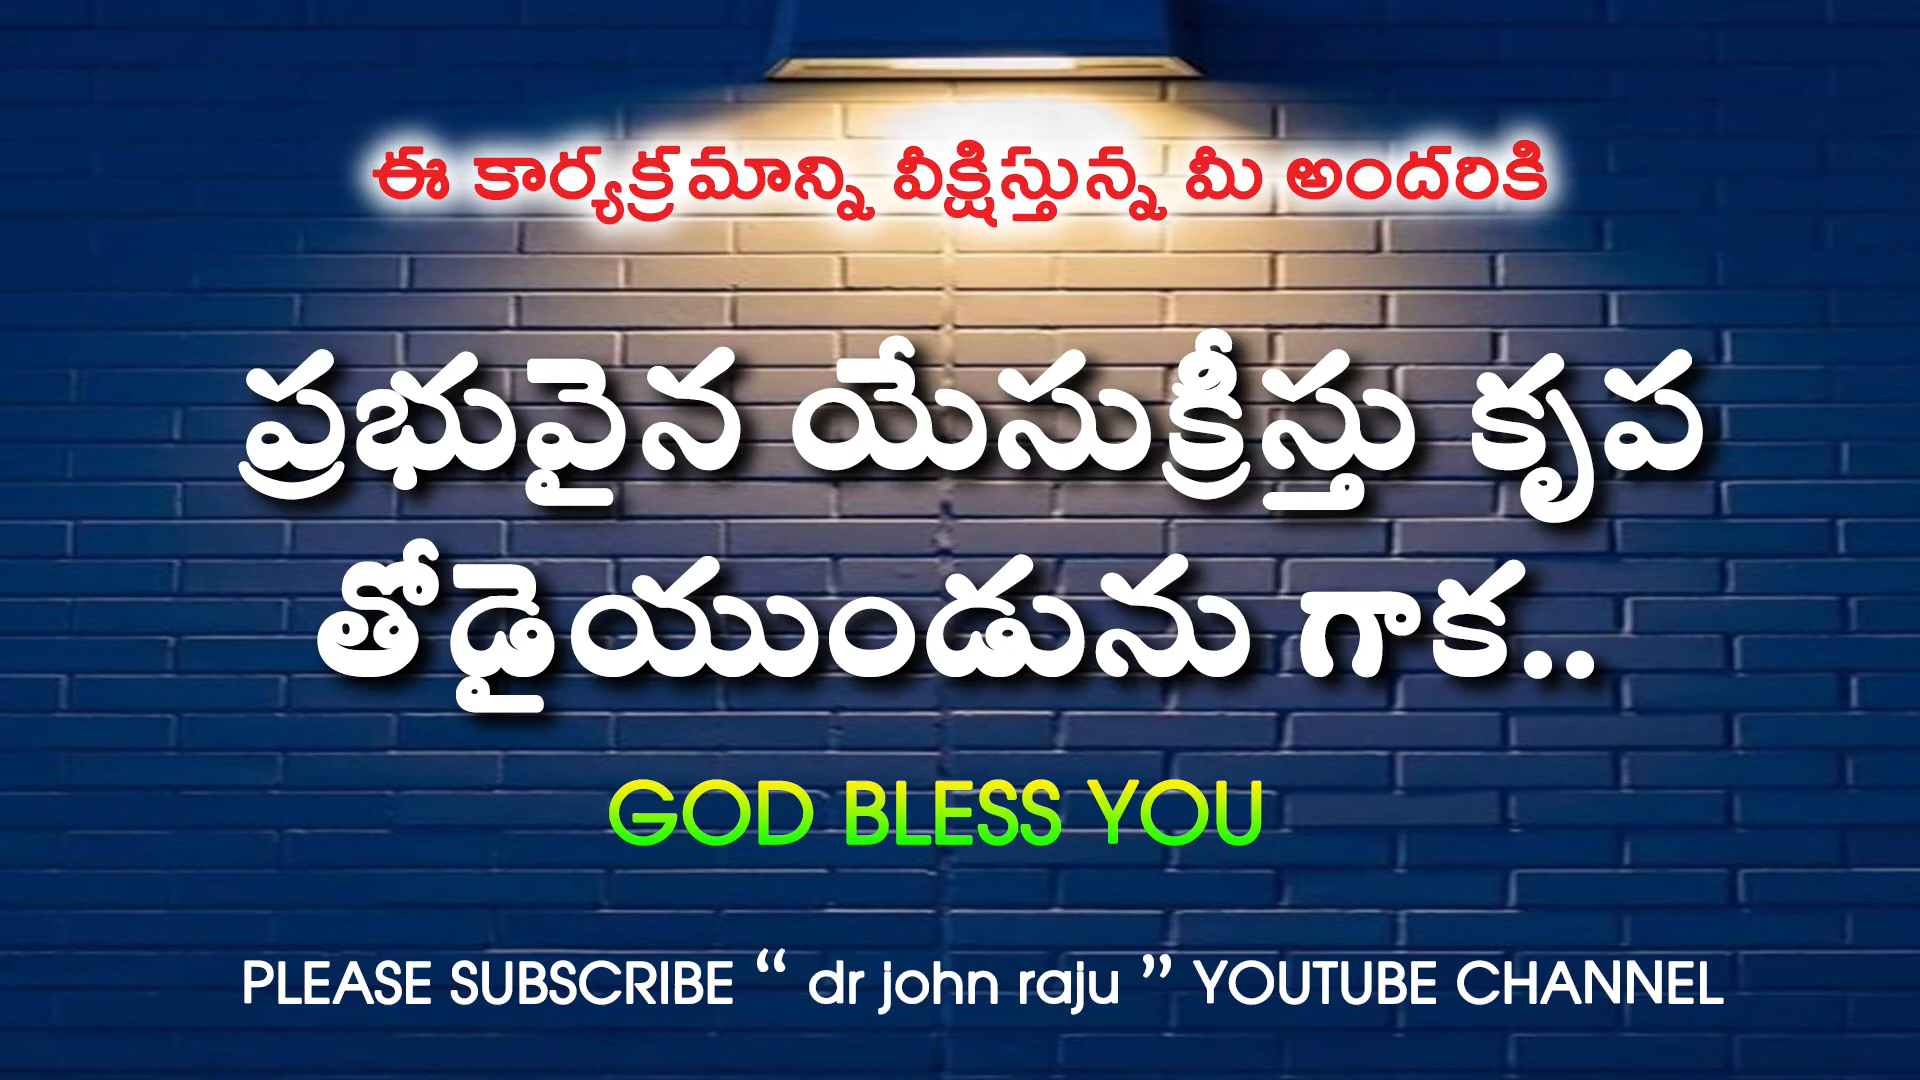 ఈ కార్యక్రమాన్ని వీక్షిస్తున్న మీ అందరికి
ప్రభువైన యేసుక్రీస్తు కృప
తోడైయుండును గాక..
GOD BLESS YOU
PLEASE SUBSCRIBE “ dr john raju ” YOUTUBE CHANNEL